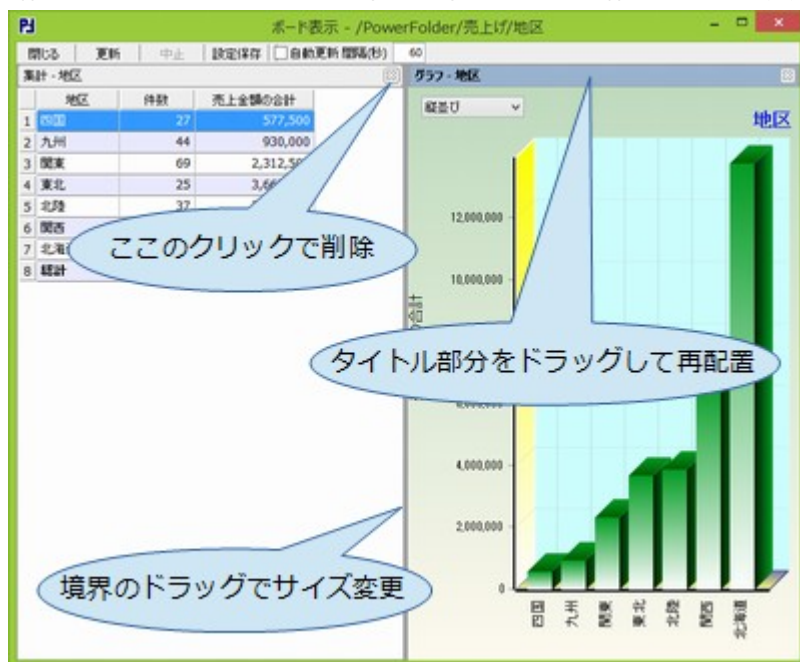 ボード表示 - /PowerFolder/売上げ/地区
閉じる 更新 中止 設定保存 自動更新 間隔(秒) 60
集計 - 地区
地区 件数 売上金額の合計
1 四国 27 577,500
2 九州 44 930,000
3 関東 69
4 東北 25
5 北陸 37
6 関西
7
8 総計
ここのクリックで削除
グラフ - 地区
縦並び
地区
12,000,000
10,000,000
タイトル部分をドラッグして再配置
4,000,000
2,000,000
0
境界のドラッグでサイズ変更
四国
九州
関東
東北
北陸
関西
北海道